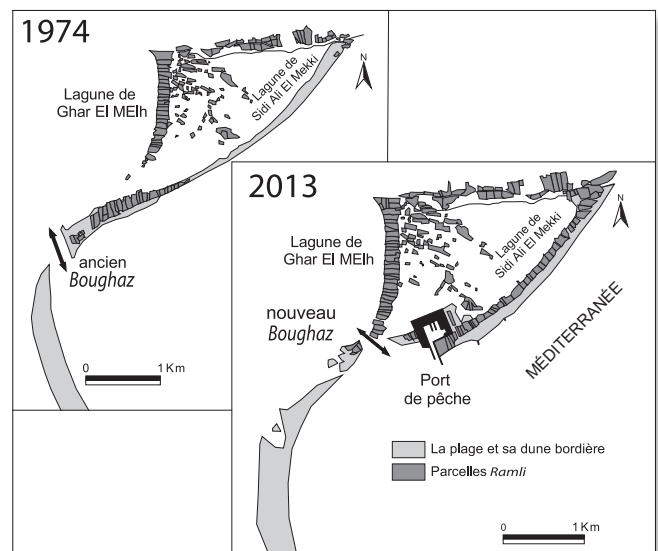 1974
N
Lagune de
Ghar El MElh
Lagune de
Sidi Ali El Mekki
ancien
Boughaz
0 1 Km
2013
N
Lagune de
Ghar El MElh
Lagune de
Sidi Ali El Mekki
nouveau
Boughaz
MÉDITERRANÉE
Port
de pêche
La plage et sa dune bordière
Parcelles Ramli
0 1 Km